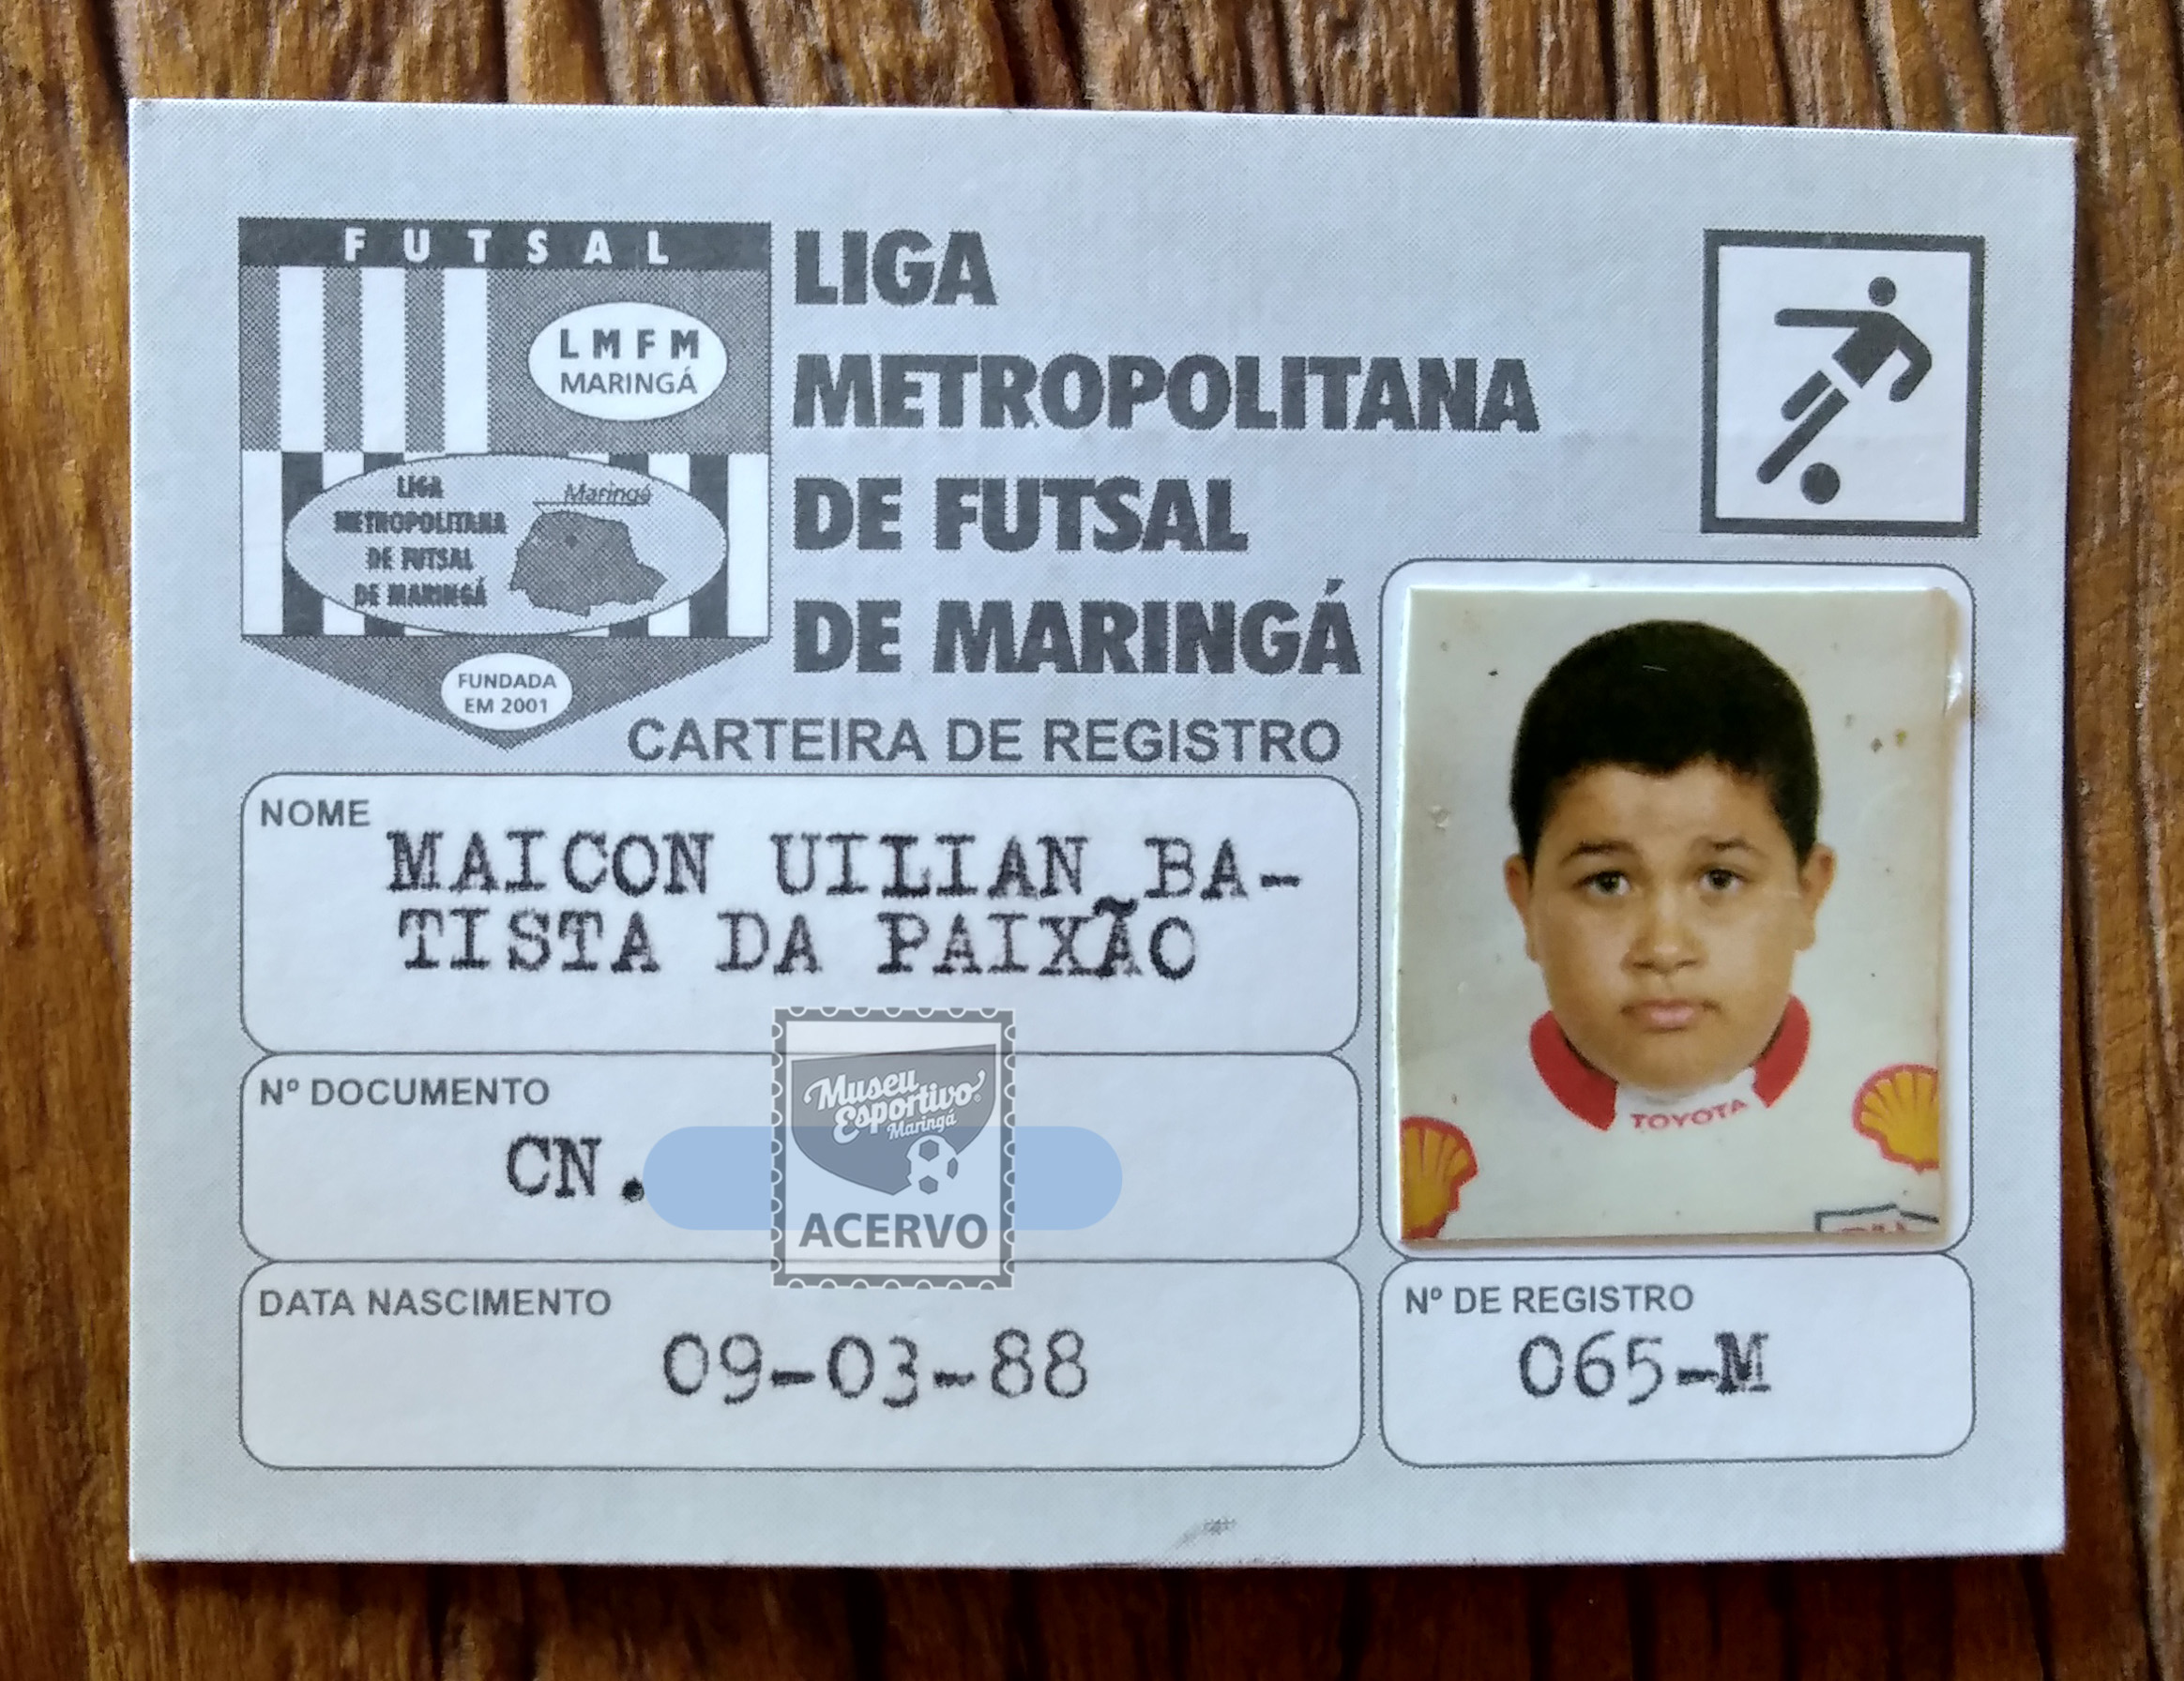 FUTSAL
LMFM
MARINGÁ
LIGA
METROPOLITANA
DE FUTSAL
DE MARINGÁ
Maringá
FUNDADA
EM 2001
LIGA
METROPOLITANA
DE FUTSAL
DE MARINGÁ
CARTEIRA DE REGISTRO
NOME
MAICON UILIAN BA-
TISTA DA PAIXÃO
Nº DOCUMENTO
CN.
Museu
Esportivo
Maringá
ACERVO
DATA NASCIMENTO
09-03-88
TOYOTA
Nº DE REGISTRO
065-M